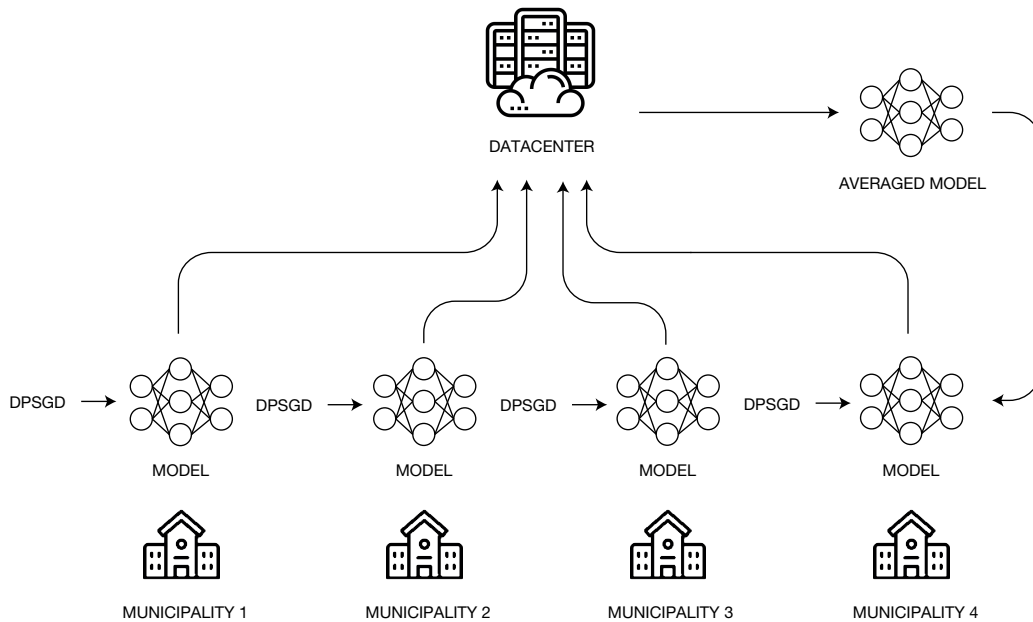 DATACENTER
AVERAGED MODEL
DPSGD
DPSGD
DPSGD
DPSGD
MODEL
MODEL
MODEL
MODEL
MUNICIPALITY 1
MUNICIPALITY 2
MUNICIPALITY 3
MUNICIPALITY 4